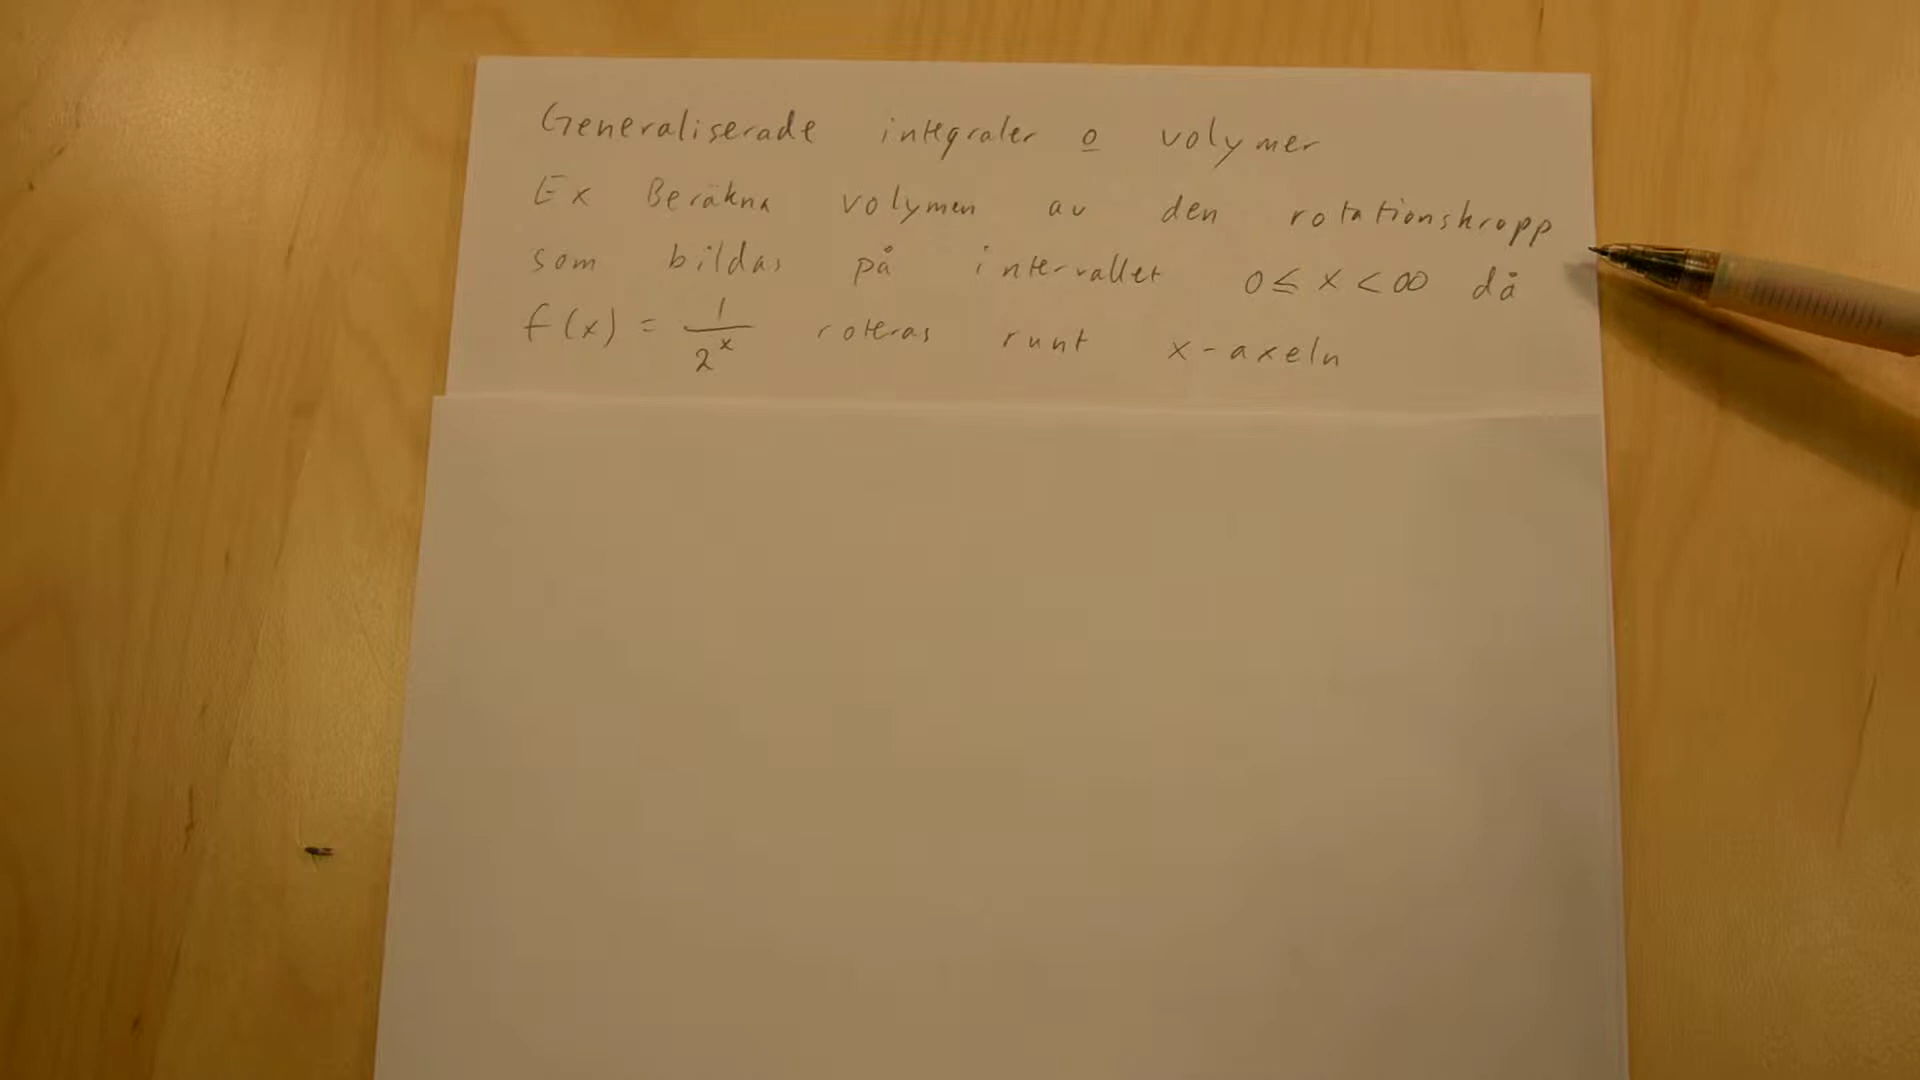 Generaliserade integraler o volymer
Ex Beräkna volymen av den rotationskropp
som bildas på intervallet 0 ≤ x < ∞ då
f(x) = 1/2^x roteras runt x-axeln